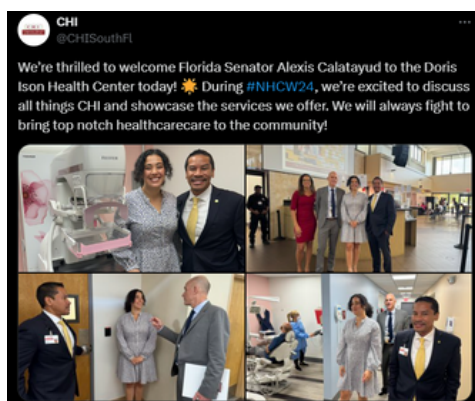 CHI
@CHISouthFl
We're thrilled to welcome Florida Senator Alexis Calatayud to the Doris
Ison Health Center today! 🌟 During #NHCW24, we're excited to discuss
all things CHI and showcase the services we offer. We will always fight to
bring top notch healthcarecare to the community!